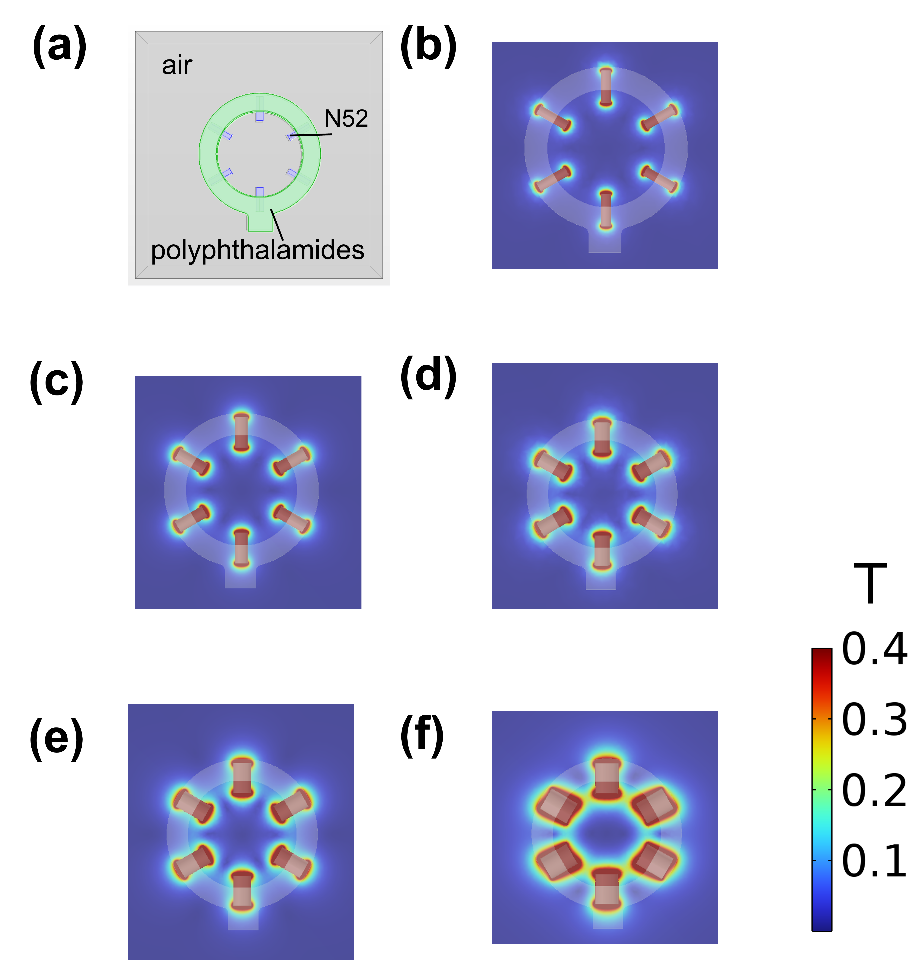 (a)
air
N52
polyphthalamides
(b)
(c)
(d)
(e)
(f)
T
0.4
0.3
0.2
0.1